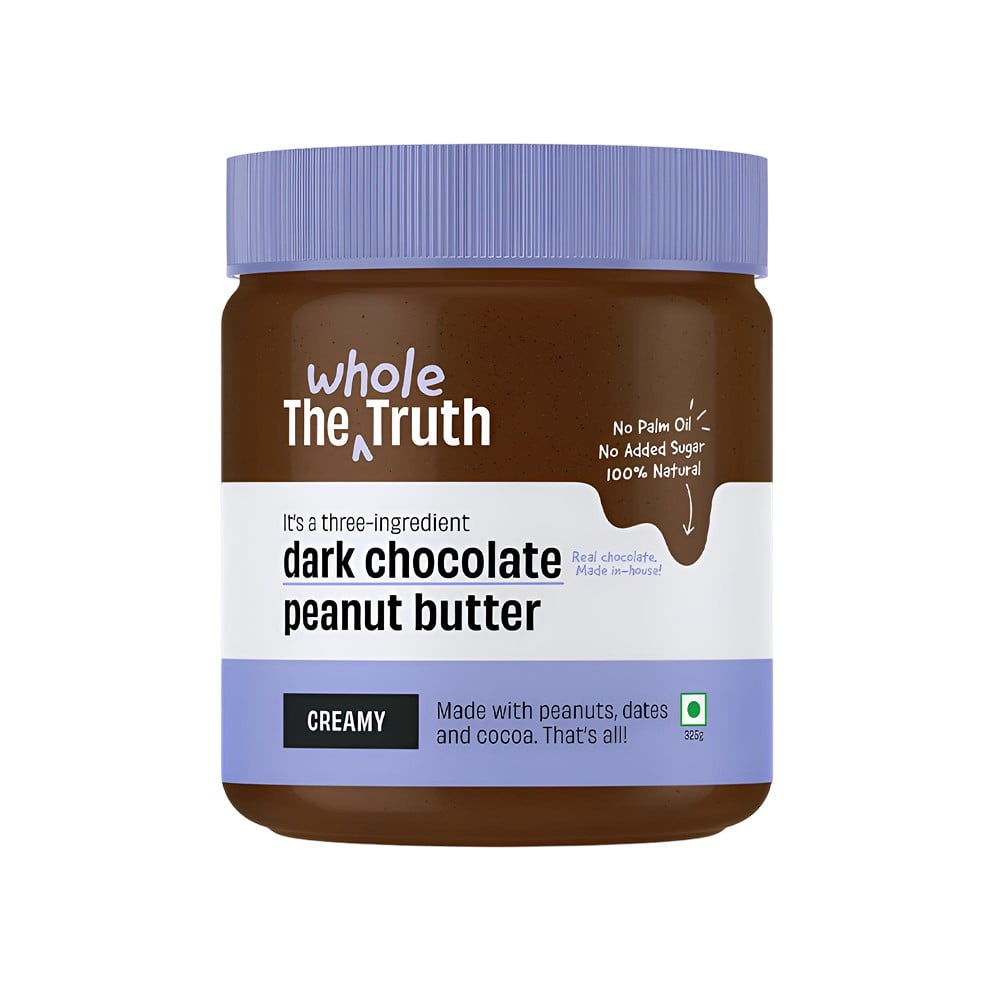 whole
The Truth
No Palm Oil
No Added Sugar
100% Natural
It's a three-ingredient
dark chocolate
Real chocolate.
Made in-house!
peanut butter
CREAMY
Made with peanuts, dates
and cocoa. That's all!
325g